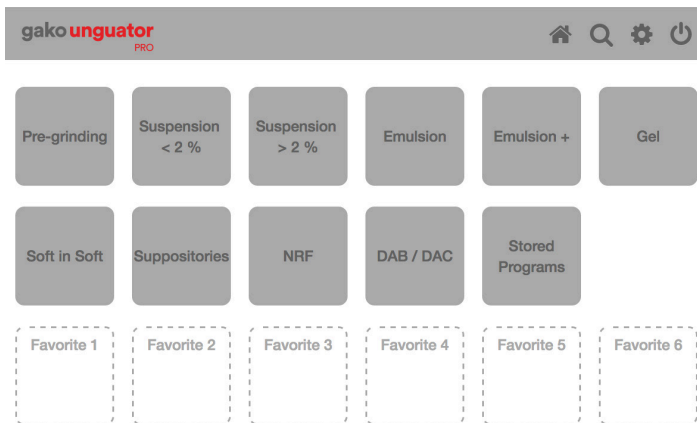 gako unguator
PRO
Pre-grinding
Suspension
< 2 %
Suspension
> 2 %
Emulsion
Emulsion +
Gel
Soft in Soft
Suppositories
NRF
DAB / DAC
Stored
Programs
Favorite 1
Favorite 2
Favorite 3
Favorite 4
Favorite 5
Favorite 6